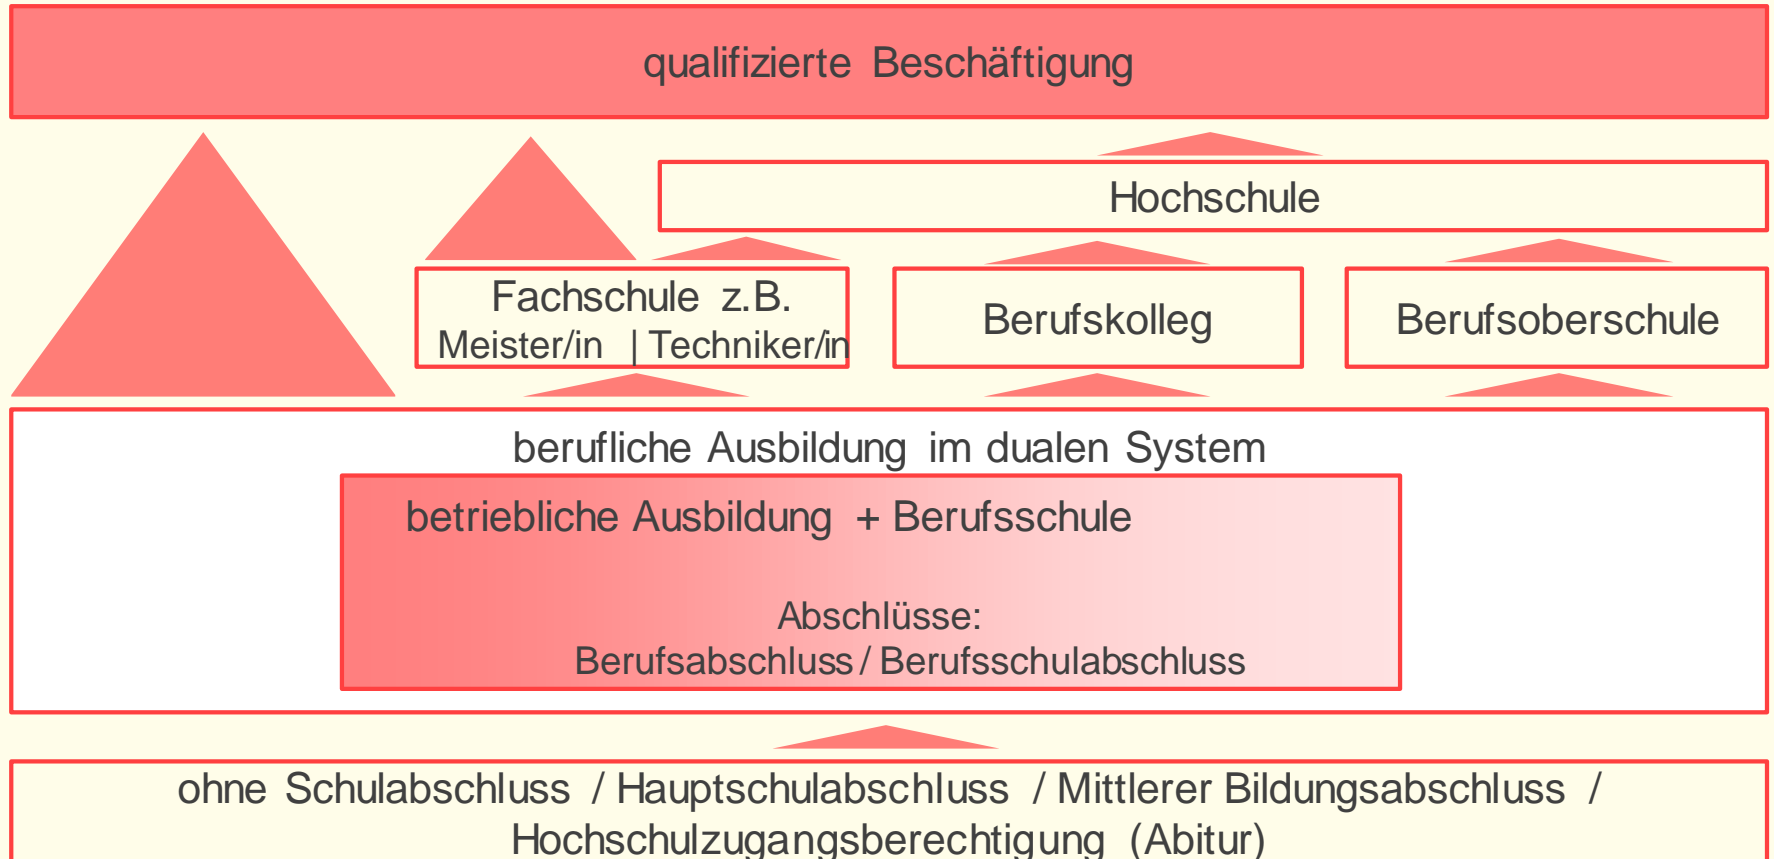 qualifizierte Beschäftigung
Hochschule
Fachschule z.B.
Meister/in | Techniker/in
Berufskolleg
Berufsoberschule
berufliche Ausbildung im dualen System
betriebliche Ausbildung + Berufsschule
Abschlüsse:
Berufsabschluss / Berufsschulabschluss
ohne Schulabschluss / Hauptschulabschluss / Mittlerer Bildungsabschluss /
Hochschulzugangsberechtigung (Abitur)